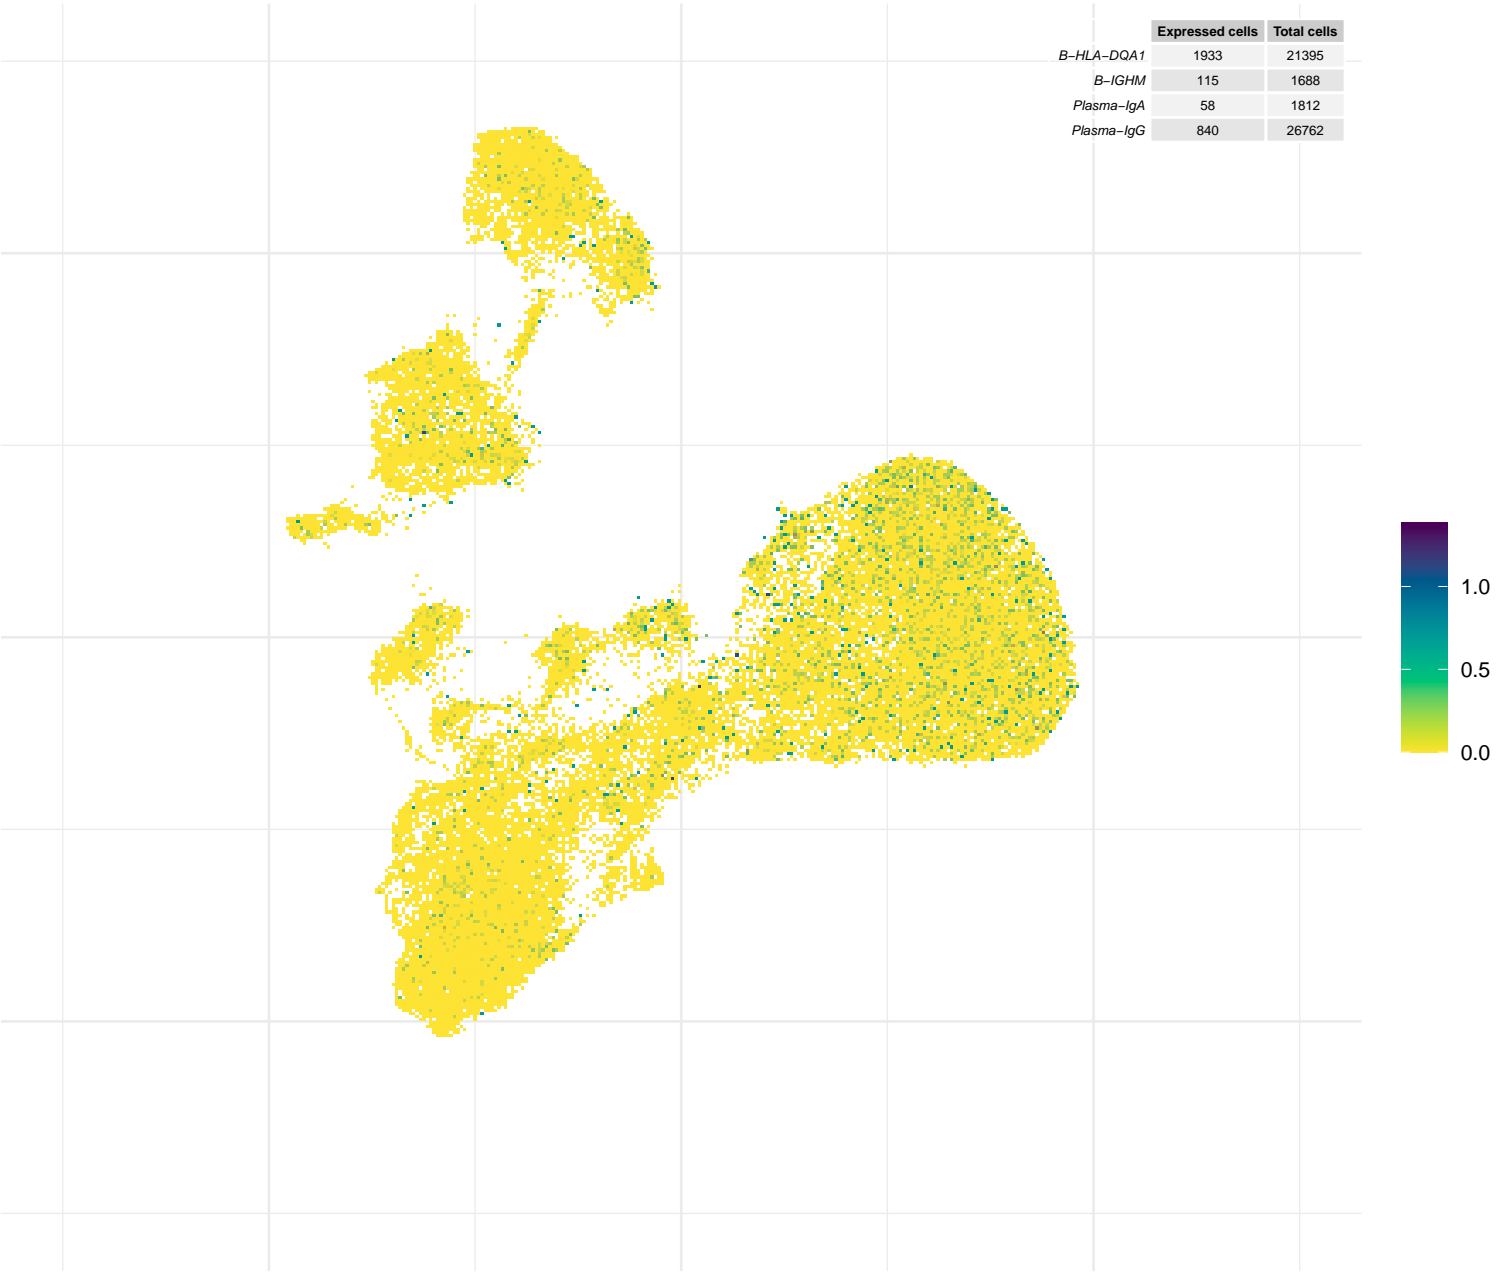 Expressed cells Total cells
B−HLA−DQA1 1933 21395
B−IGHM 115 1688
Plasma−IgA 58 1812
Plasma−IgG 840 26762
1.0
0.5
0.0